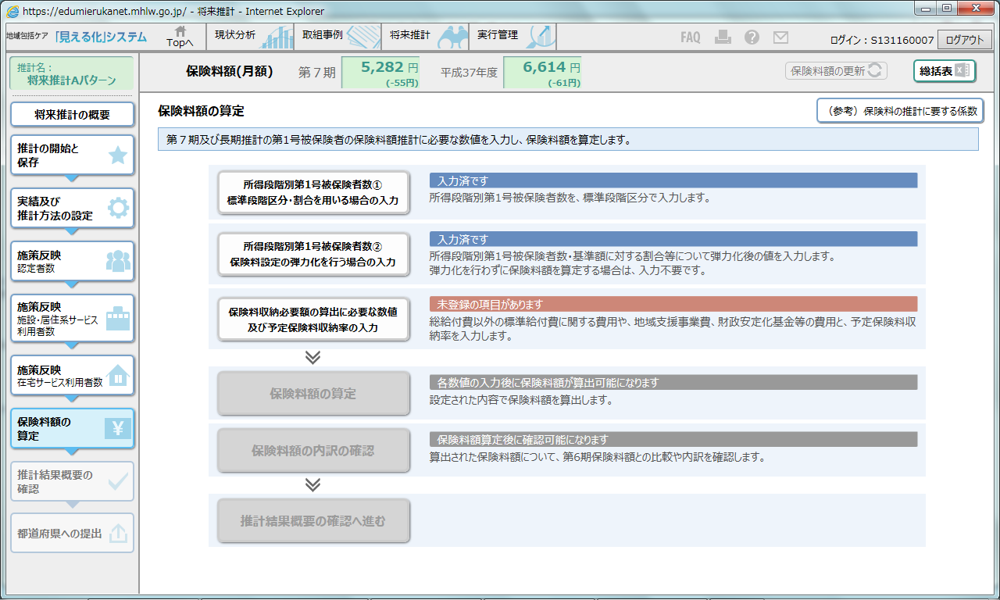 https://edumierukanet.mhlw.go.jp/ - 将来推計 - Internet Explorer
地域包括ケア「見える化」システム
Topへ
現状分析
取組事例
将来推計
実行管理
FAQ
ログイン：S131160007
ログアウト
推計名：
将来推計Aパターン
保険料額(月額)
第７期
5,282 円
(-55円)
平成37年度
6,614 円
(-61円)
保険料額の更新
総括表
将来推計の概要
推計の開始と
保存
実績及び
推計方法の設定
施策反映
認定者数
施策反映
施設・居住系サービス
利用者数
施策反映
在宅サービス利用者数
保険料額の
算定
¥
推計結果概要の
確認
都道府県への提出
保険料額の算定
（参考）保険料の推計に要する係数
第７期及び長期推計の第1号被保険者の保険料額推計に必要な数値を入力し、保険料額を算定します。
所得段階別第1号被保険者数①
標準段階区分・割合を用いる場合の入力
入力済です
所得段階別第1号被保険者数を、標準段階区分で入力します。
所得段階別第1号被保険者数②
保険料設定の弾力化を行う場合の入力
入力済です
所得段階別第1号被保険者数・基準額に対する割合等について弾力化後の値を入力します。
弾力化を行わずに保険料額を算定する場合は、入力不要です。
保険料収納必要額の算出に必要な数値
及び予定保険料収納率の入力
未登録の項目があります
総給付費以外の標準給付費に関する費用や、地域支援事業費、財政安定化基金等の費用と、予定保険料収
納率を入力します。
保険料額の算定
各数値の入力後に保険料額が算出可能になります
設定された内容で保険料額を算出します。
保険料額の内訳の確認
保険料額算定後に確認可能になります
算出された保険料額について、第6期保険料額との比較や内訳を確認します。
推計結果概要の確認へ進む